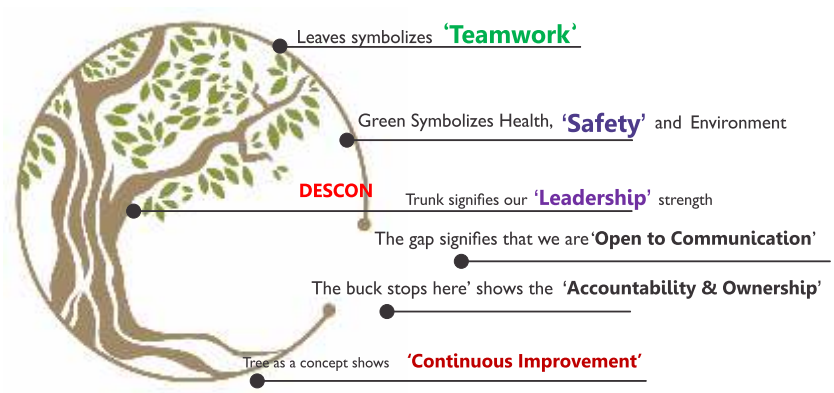 Leaves symbolizes ‘Teamwork’
Green Symbolizes Health, ‘Safety’ and Environment
DESCON
Trunk signifies our ‘Leadership’ strength
The gap signifies that we are ‘Open to Communication’
The buck stops here’ shows the ‘Accountability & Ownership’
Tree as a concept shows ‘Continuous Improvement’